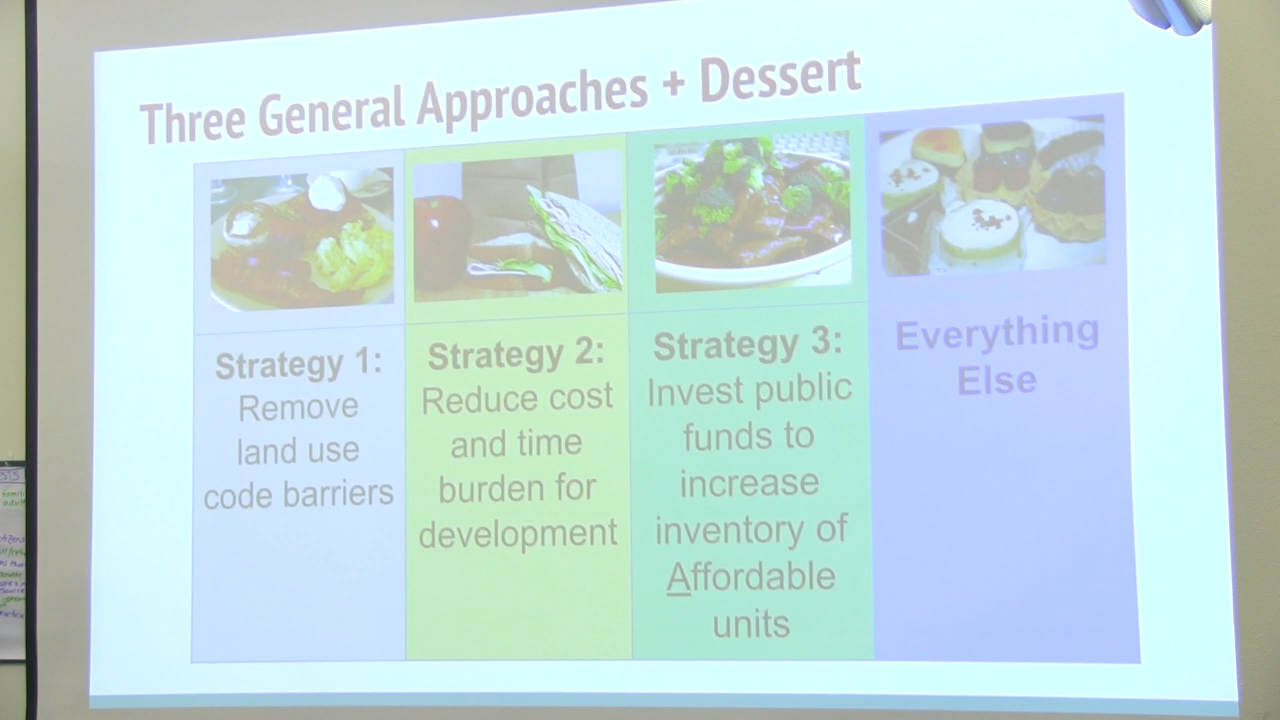 Three General Approaches + Dessert
Strategy 1:
Remove
land use
code barriers
Strategy 2:
Reduce cost
and time
burden for
development
Strategy 3:
Invest public
funds to
increase
inventory of
Affordable
units
Everything
Else